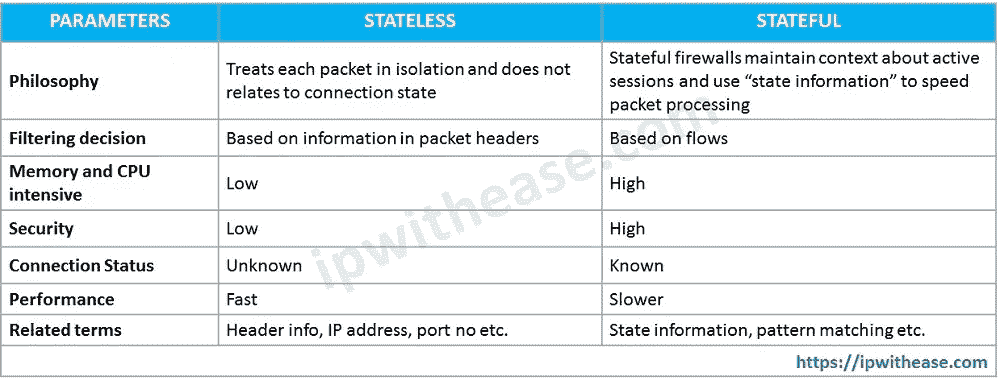 PARAMETERS STATELESS STATEFUL
Philosophy
Treats each packet in isolation and does not
relates to connection state
Stateful firewalls maintain context about active
sessions and use “state information” to speed
packet processing
Filtering decision Based on information in packet headers Based on flows
Memory and CPU
intensive
Low High
Security Low High
Connection Status Unknown Known
Performance Fast Slower
Related terms Header info, IP address, port no etc. State information, pattern matching etc.
https://ipwithease.com
ipwithease.com